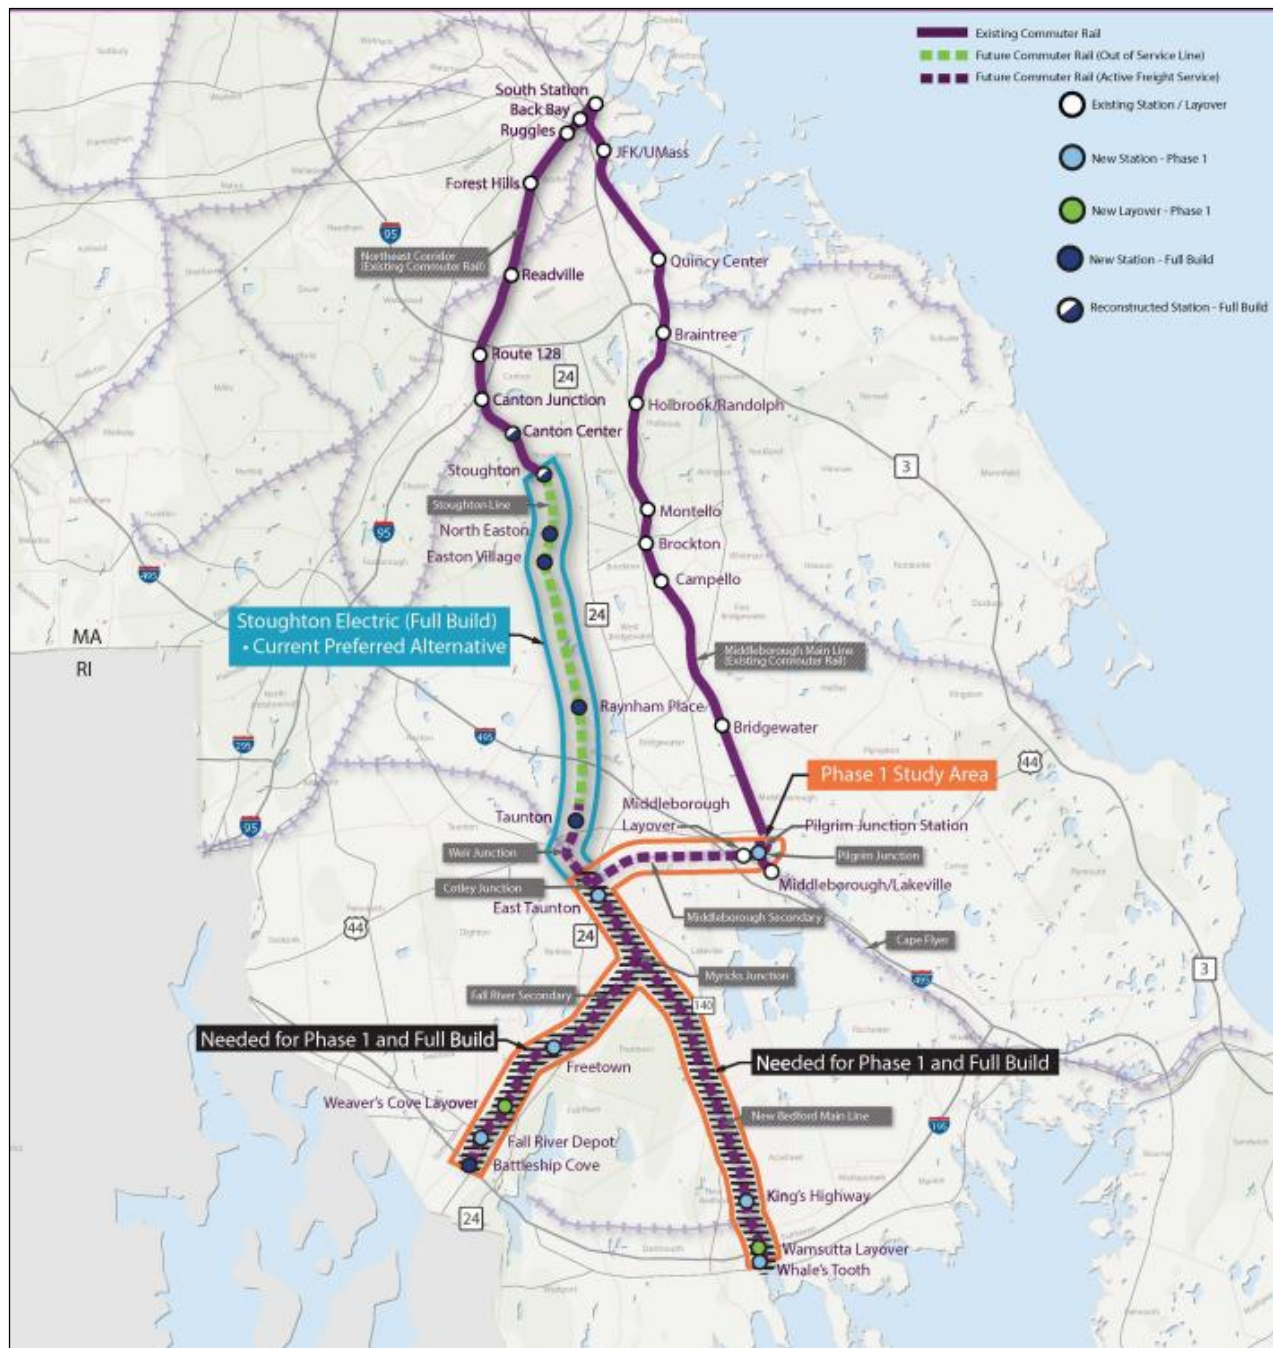 Existing Commuter Rail
Future Commuter Rail (Out of Service Line)
Future Commuter Rail (Active Freight Service)
Existing Station / Layover
New Station - Phase 1
New Layover - Phase 1
New Station - Full Build
Reconstructed Station - Full Build
South Station
Back Bay
Ruggles
JFK/UMass
Forest Hills
95
Northeast Corridor
(Existing Commuter Rail)
Quincy Center
Readville
Braintree
Route 128
24
Canton Junction
Holbrook/Randolph
Canton Center
3
Stoughton
Stoughton Line
Montello
North Easton
95
Brockton
Easton Village
495
Campello
24
Stoughton Electric (Full Build)
• Current Preferred Alternative
MA
RI
Middleborough Main Line
(Existing Commuter Rail)
Raynham Place
Bridgewater
295
495
44
Phase 1 Study Area
Middleborough
Layover
Taunton
Pilgrim Junction Station
95
Weir Junction
Pilgrim Junction
Cotley Junction
Middleborough/Lakeville
East Taunton
Middleborough Secondary
44
24
Cape Flyer
3
Myricks Junction
495
Fall River Secondary
140
Needed for Phase 1 and Full Build
Needed for Phase 1 and Full Build
Freetown
Weaver's Cove Layover
New Bedford Main Line
195
Fall River Depot
Battleship Cove
King's Highway
24
Wamsutta Layover
Whale's Tooth